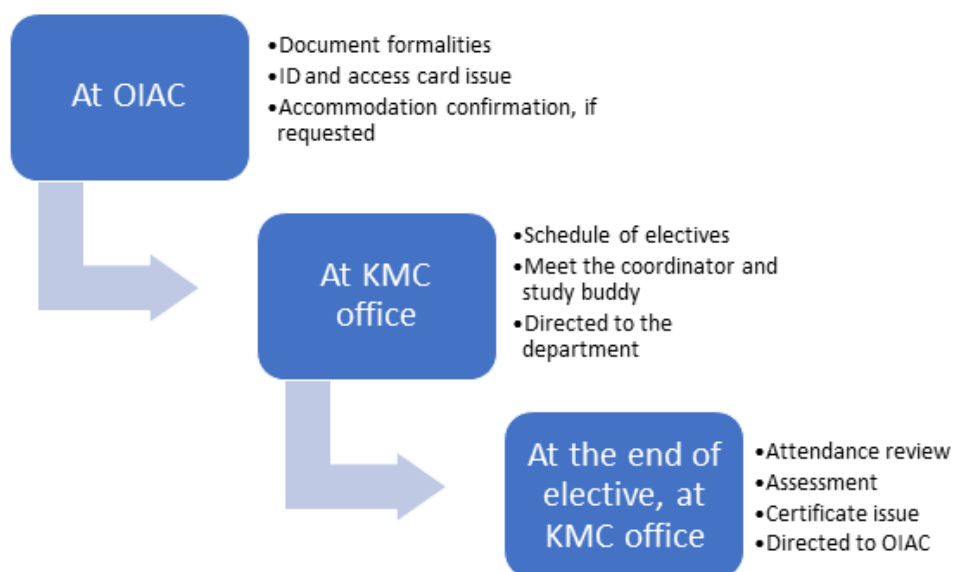 At OIAC
•Document formalities
•ID and access card issue
•Accommodation confirmation, if
requested
At KMC
office
•Schedule of electives
•Meet the coordinator and
study buddy
•Directed to the
department
At the end of
elective, at
KMC office
•Attendance review
•Assessment
•Certificate issue
•Directed to OIAC